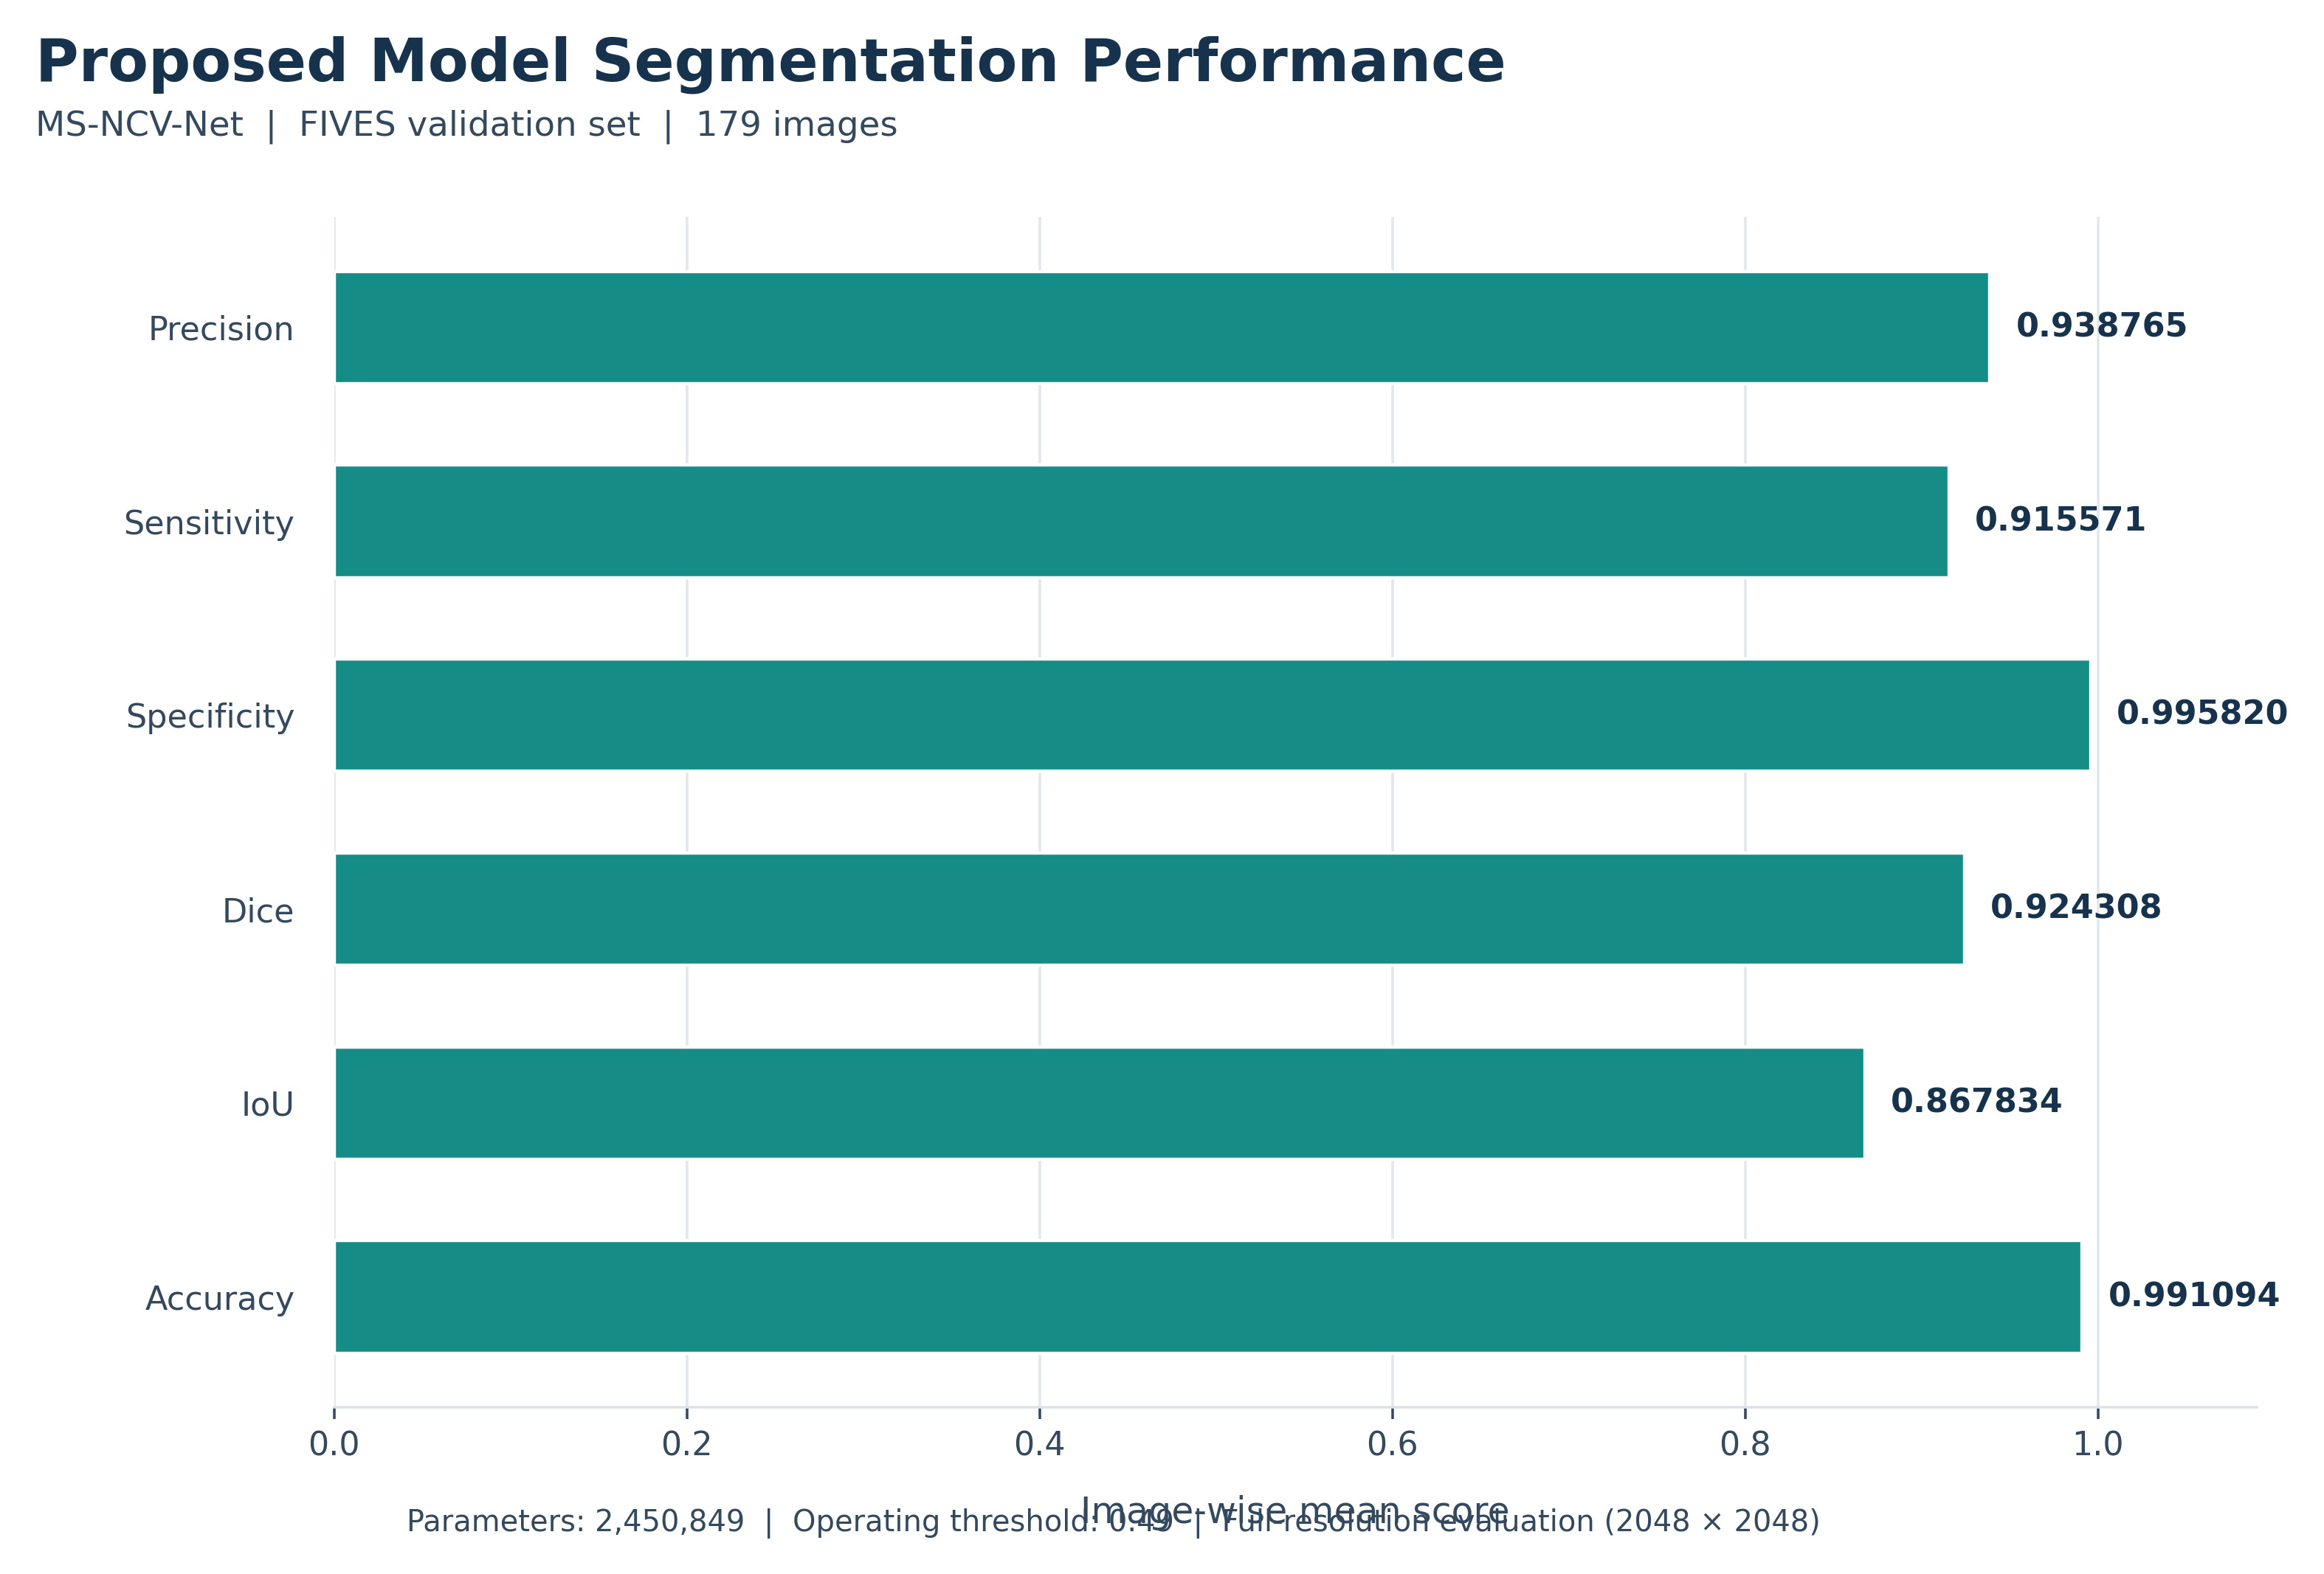 Proposed Model Segmentation Performance
MS-NCV-Net | FIVES validation set | 179 images
Precision 0.938765
Sensitivity 0.915571
Specificity 0.995820
Dice 0.924308
IoU 0.867834
Accuracy 0.991094
0.0 0.2 0.4 0.6 0.8 1.0
Image-wise mean score
Parameters: 2,450,849 | Operating threshold: 0.49 | Full-resolution evaluation (2048 × 2048)